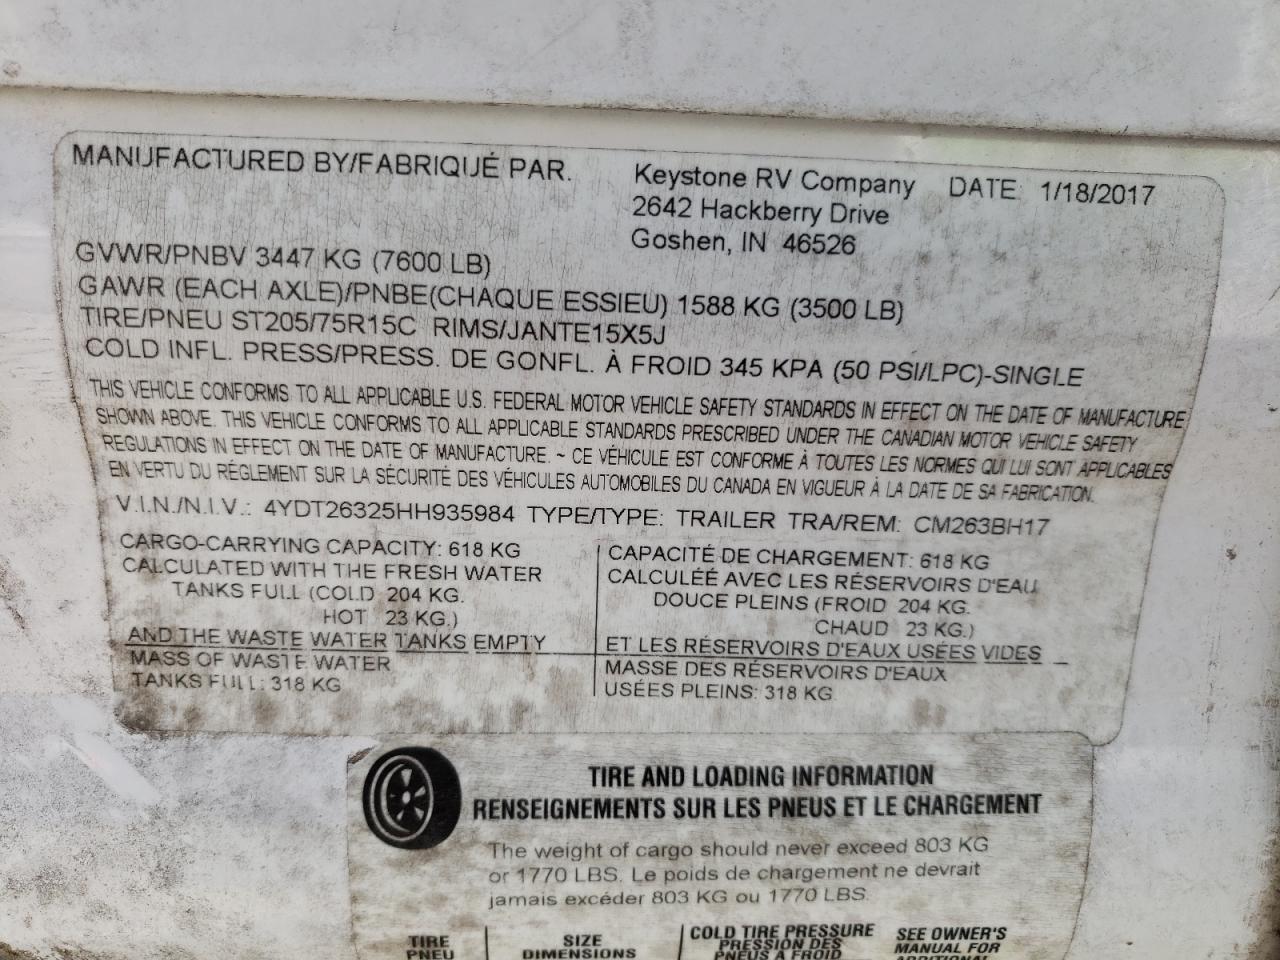 MANUFACTURED BY/FABRIQUÉ PAR.
Keystone RV Company DATE: 1/18/2017
2642 Hackberry Drive
Goshen, IN 46526
GVWR/PNBV 3447 KG (7600 LB)
GAWR (EACH AXLE)/PNBE(CHAQUE ESSIEU) 1588 KG (3500 LB)
TIRE/PNEU ST205/75R15C RIMS/JANTE15X5J
COLD INFL. PRESS/PRESS. DE GONFL. À FROID 345 KPA (50 PSI/LPC)-SINGLE
THIS VEHICLE CONFORMS TO ALL APPLICABLE U.S. FEDERAL MOTOR VEHICLE SAFETY STANDARDS IN EFFECT ON THE DATE OF MANUFACTURE
SHOWN ABOVE. THIS VEHICLE CONFORMS TO ALL APPLICABLE STANDARDS PRESCRIBED UNDER THE CANADIAN MOTOR VEHICLE SAFETY
REGULATIONS IN EFFECT ON THE DATE OF MANUFACTURE. ~ CE VÉHICULE EST CONFORME À TOUTES LES NORMES QUI LUI SONT APPLICABLES
EN VERTU DU RÉGLEMENT SUR LA SÉCURITÉ DES VÉHICULES AUTOMOBILES DU CANADA EN VIGUEUR À LA DATE DE SA FABRICATION.
V.I.N./N.I.V.: 4YDT26325HH935984 TYPE/TYPE: TRAILER TRA/REM: CM263BH17
CARGO-CARRYING CAPACITY: 618 KG
CALCULATED WITH THE FRESH WATER
TANKS FULL (COLD 204 KG.
HOT 23 KG.)
AND THE WASTE WATER TANKS EMPTY
MASS OF WASTE WATER
TANKS FULL: 318 KG
CAPACITÉ DE CHARGEMENT: 618 KG
CALCULÉE AVEC LES RÉSERVOIRS D'EAU
DOUCE PLEINS (FROID 204 KG.
CHAUD 23 KG.)
ET LES RÉSERVOIRS D'EAUX USÉES VIDES
MASSE DES RÉSERVOIRS D'EAUX
USÉES PLEINS: 318 KG
TIRE AND LOADING INFORMATION
RENSEIGNEMENTS SUR LES PNEUS ET LE CHARGEMENT
The weight of cargo should never exceed 803 KG
or 1770 LBS. Le poids de chargement ne devrait
jamais excéder 803 KG ou 1770 LBS.
TIRE
PNEU
SIZE
DIMENSIONS
COLD TIRE PRESSURE
PRESSION DES
PNEUS A FROID
SEE OWNER'S
MANUAL FOR
ADDITIONAL